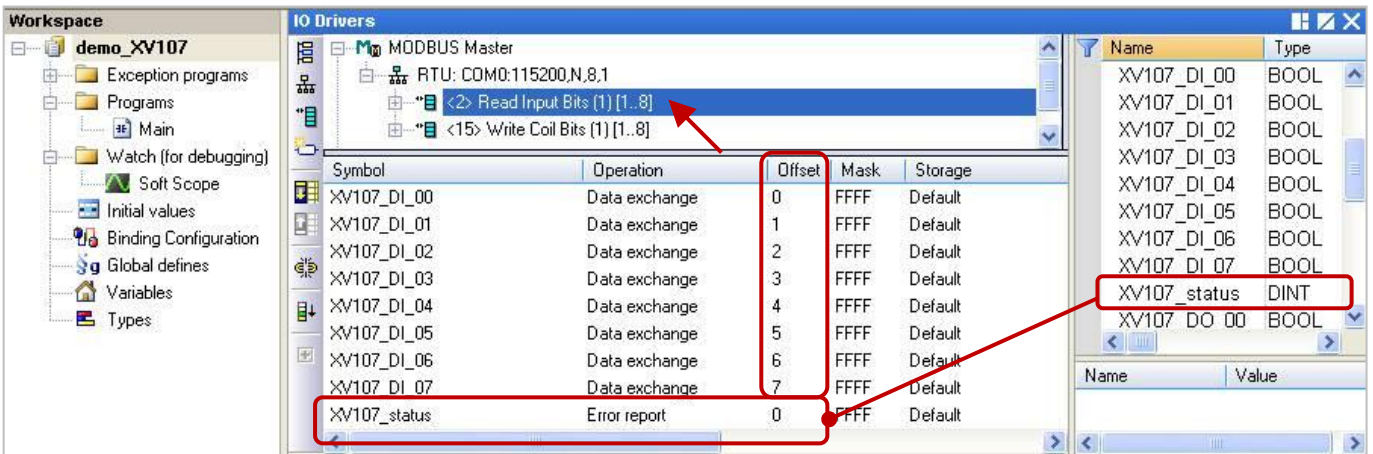 Workspace
demo_XV107
Exception programs
Programs
Main
Watch (for debugging)
Soft Scope
Initial values
Binding Configuration
Global defines
Variables
Types
IO Drivers
MODBUS Master
RTU: COM0:115200,N,8,1
<2> Read Input Bits (1) [1..8]
<15> Write Coil Bits (1) [1..8]
Symbol Operation Offset Mask Storage
XV107_DI_00 Data exchange 0 FFFF Default
XV107_DI_01 Data exchange 1 FFFF Default
XV107_DI_02 Data exchange 2 FFFF Default
XV107_DI_03 Data exchange 3 FFFF Default
XV107_DI_04 Data exchange 4 FFFF Default
XV107_DI_05 Data exchange 5 FFFF Default
XV107_DI_06 Data exchange 6 FFFF Default
XV107_DI_07 Data exchange 7 FFFF Default
XV107_status Error report 0 FFFF Default
Name Type
XV107_DI_00 BOOL
XV107_DI_01 BOOL
XV107_DI_02 BOOL
XV107_DI_03 BOOL
XV107_DI_04 BOOL
XV107_DI_05 BOOL
XV107_DI_06 BOOL
XV107_DI_07 BOOL
XV107_status DINT
XV107_DO_00 BOOL
Name Value